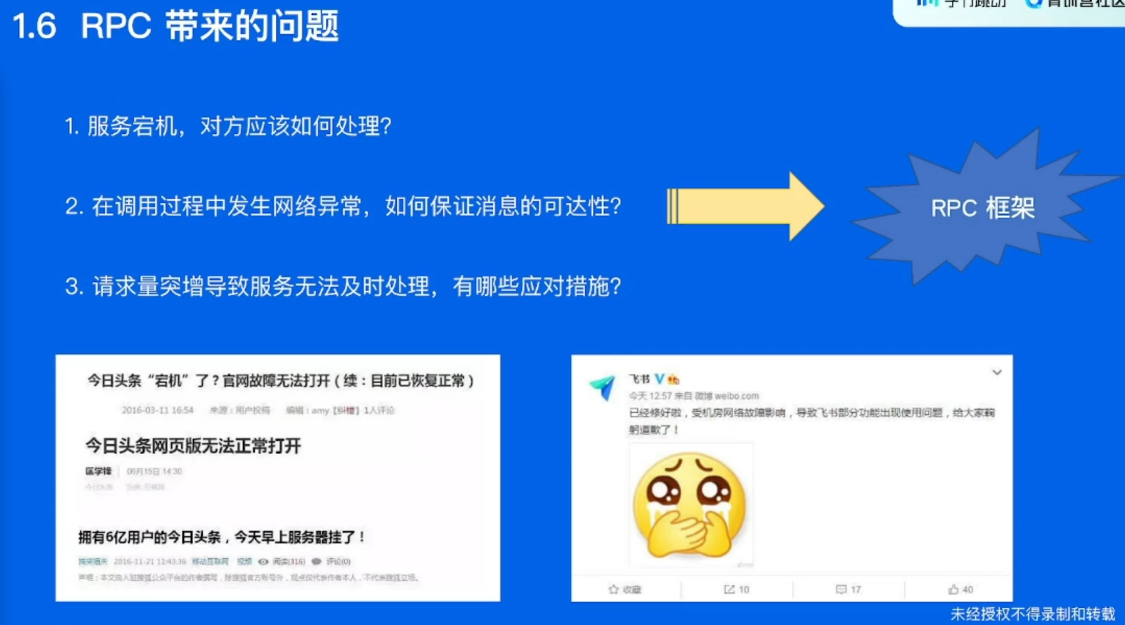 1.6 RPC 带来的问题
字节跳动 青训营社区
1. 服务宕机，对方应该如何处理？
2. 在调用过程中发生网络异常，如何保证消息的可达性？
RPC 框架
3. 请求量突增导致服务无法及时处理，有哪些应对措施？
今日头条“宕机”了？官网故障无法打开（续：目前已恢复正常）
2016-03-11 16:54 来源：用户投稿 编辑：amy [纠错] 1人评论
今日头条网页版无法正常打开
匡学锋 06月15日 14:30
拥有6亿用户的今日头条，今天早上服务器挂了！
2016-11-21 11:43:36 移动互联网 视频 阅读(316) 评论(0)
声明：本文由入驻搜狐公众平台的作者撰写，除搜狐官方账号外，观点仅代表作者本人，不代表搜狐立场。
飞书
今天 12:57 来自 微博 weibo.com
已经修好啦，受机房网络故障影响，导致飞书部分功能出现使用问题，给大家鞠
躬道歉了！
收藏 10 17 40
未经授权不得录制和转载